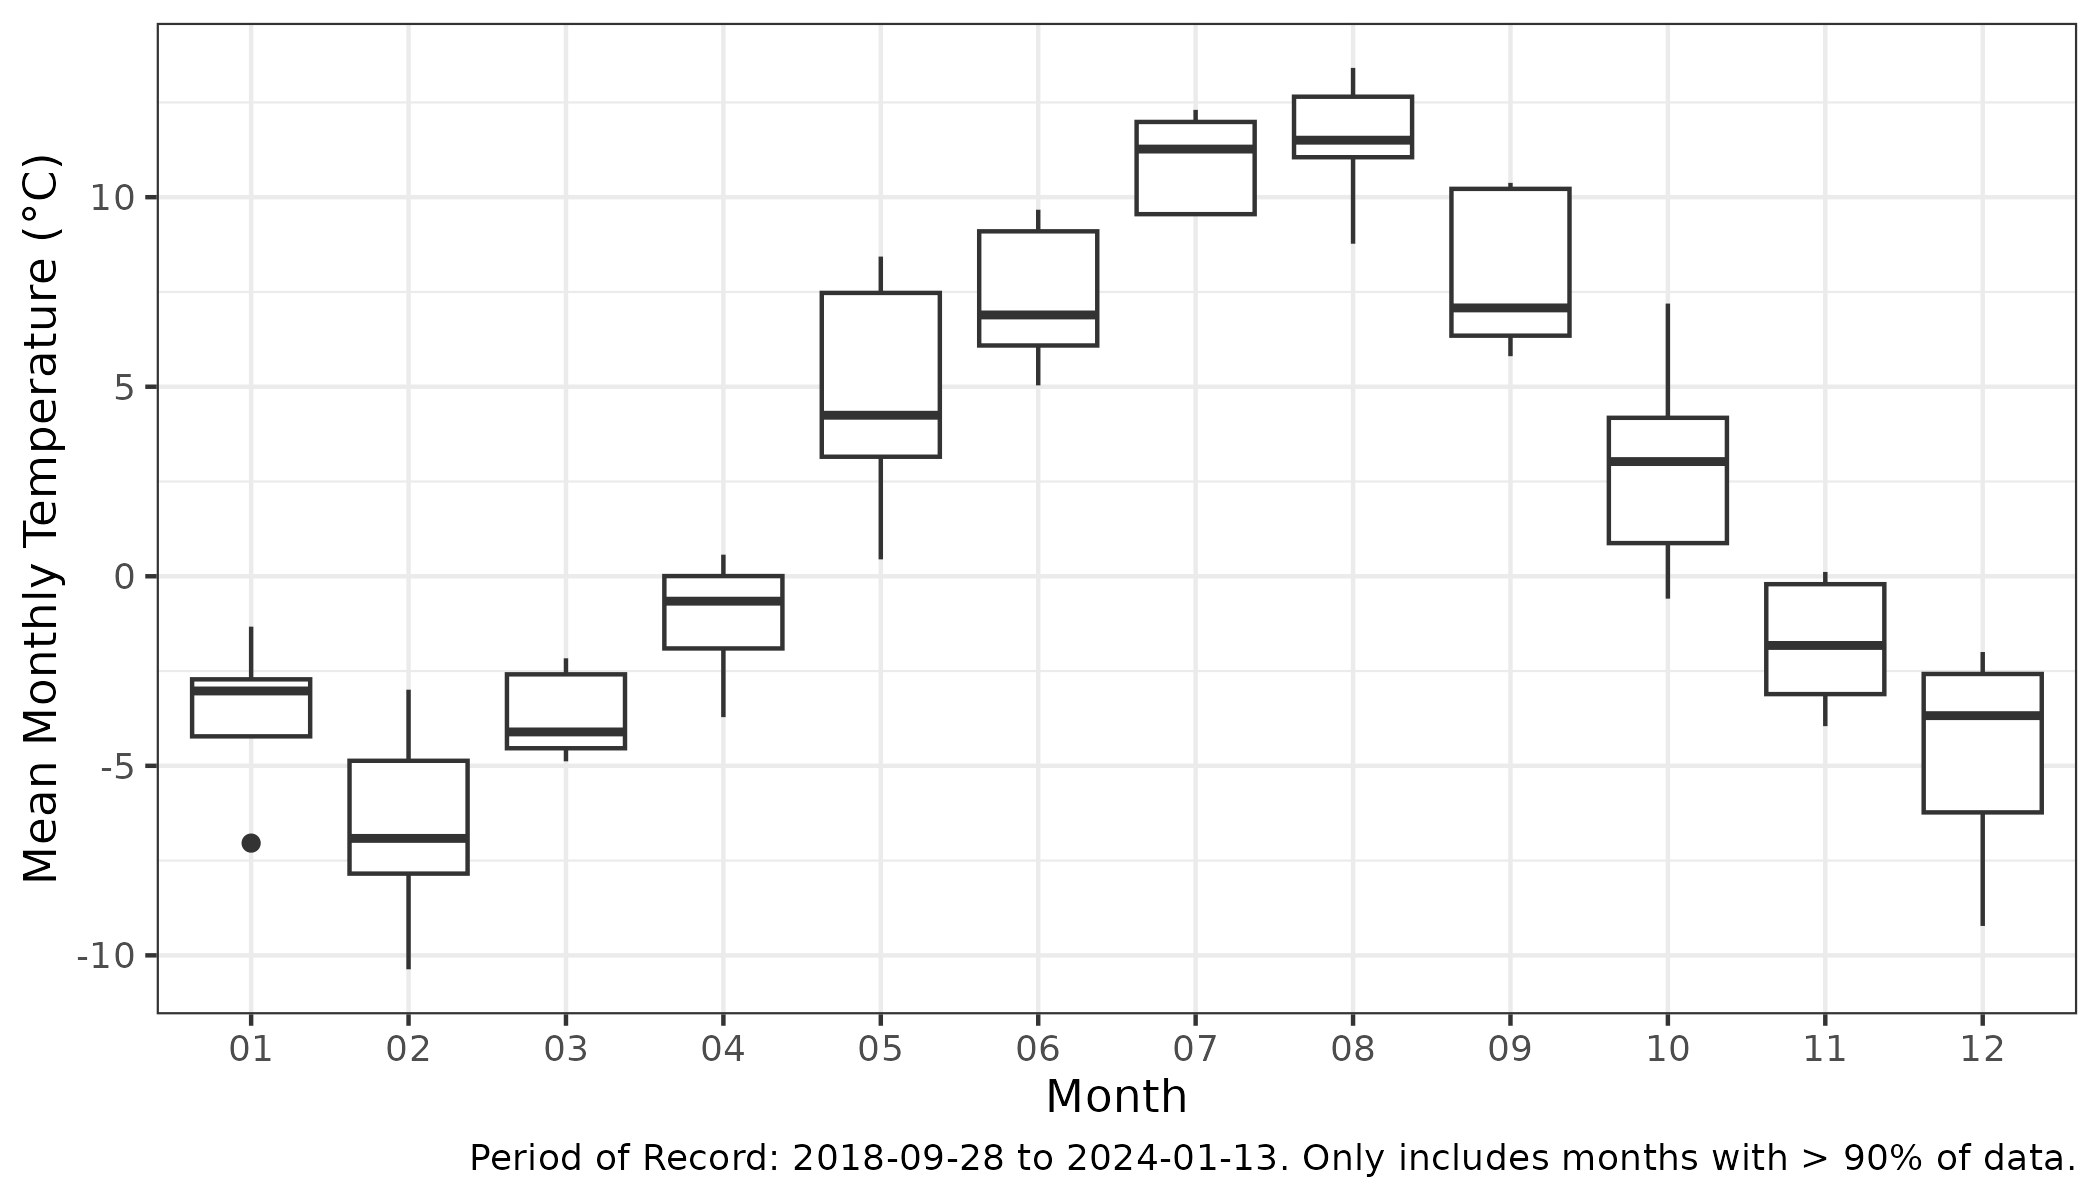 Mean Monthly Temperature (°C)
10
5
0
-5
-10
01 02 03 04 05 06 07 08 09 10 11 12
Month
Period of Record: 2018-09-28 to 2024-01-13. Only includes months with > 90% of data.